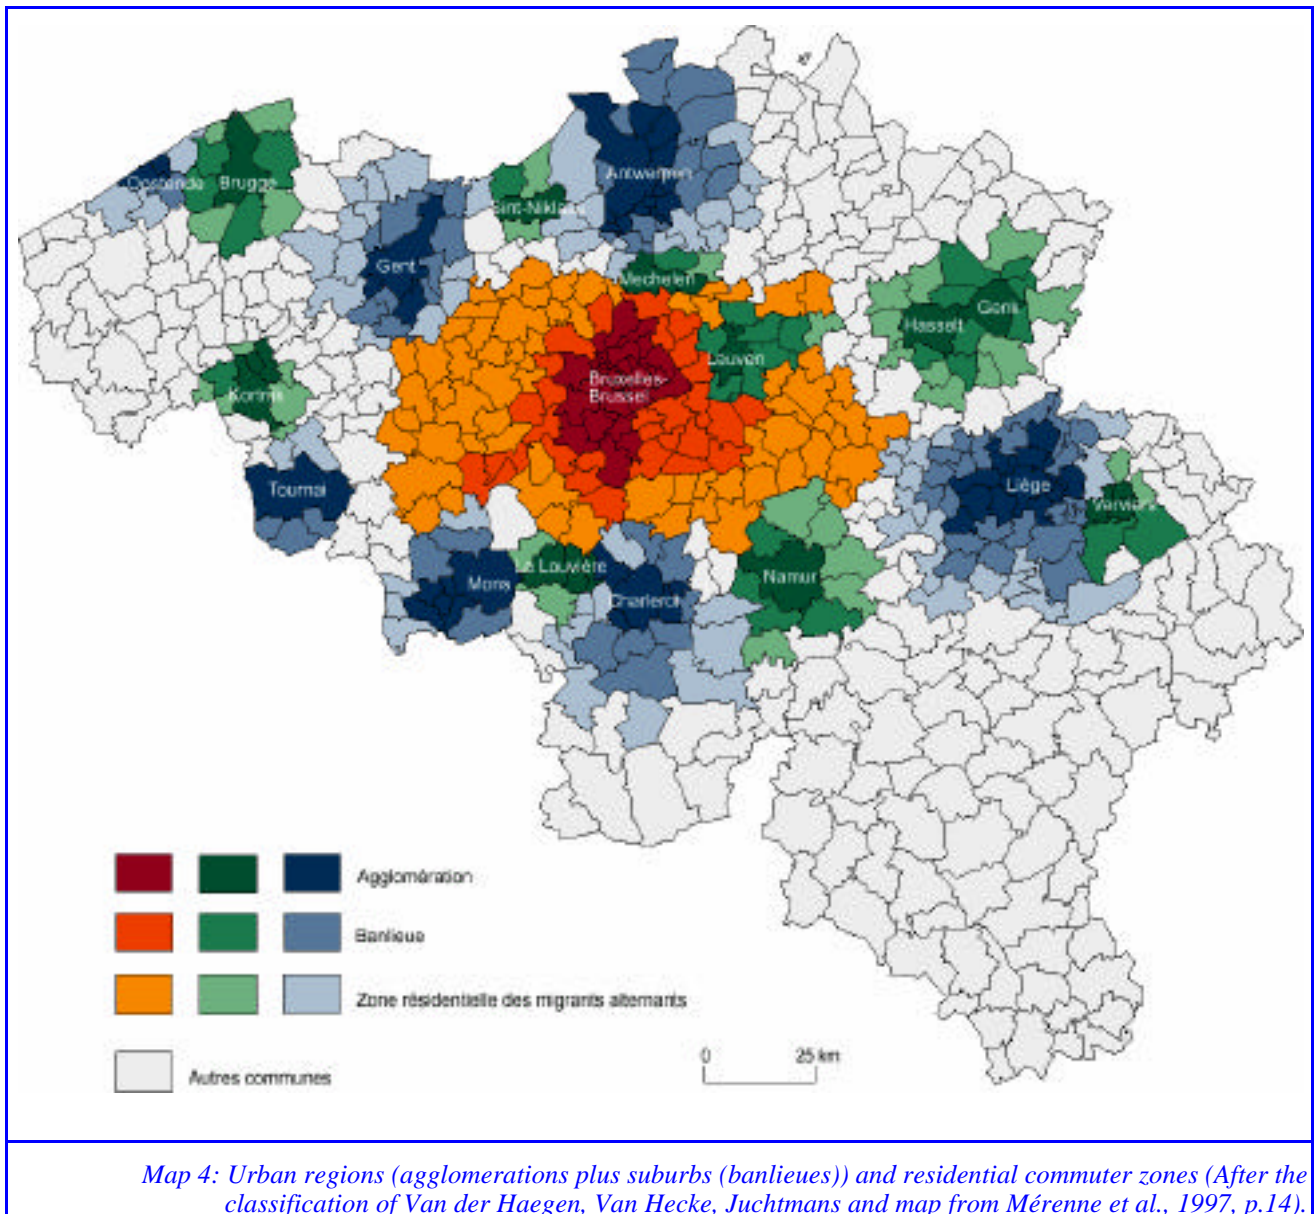 Antwerpen
Oostende
Brugge
Sint-Niklaas
Gent
Mechelen
Genk
Hasselt
Leuven
Bruxelles-
Brussel
Kortrijk
Tournai
Liège
Verviers
La Louvière
Mons
Namur
Charleroi
Agglomération
Banlieue
Zone résidentielle des migrants alternants
0 25 km
Autres communes
Map 4: Urban regions (agglomerations plus suburbs (banlieues)) and residential commuter zones (After the
classification of Van der Haegen, Van Hecke, Juchtmans and map from Mérenne et al., 1997, p.14).